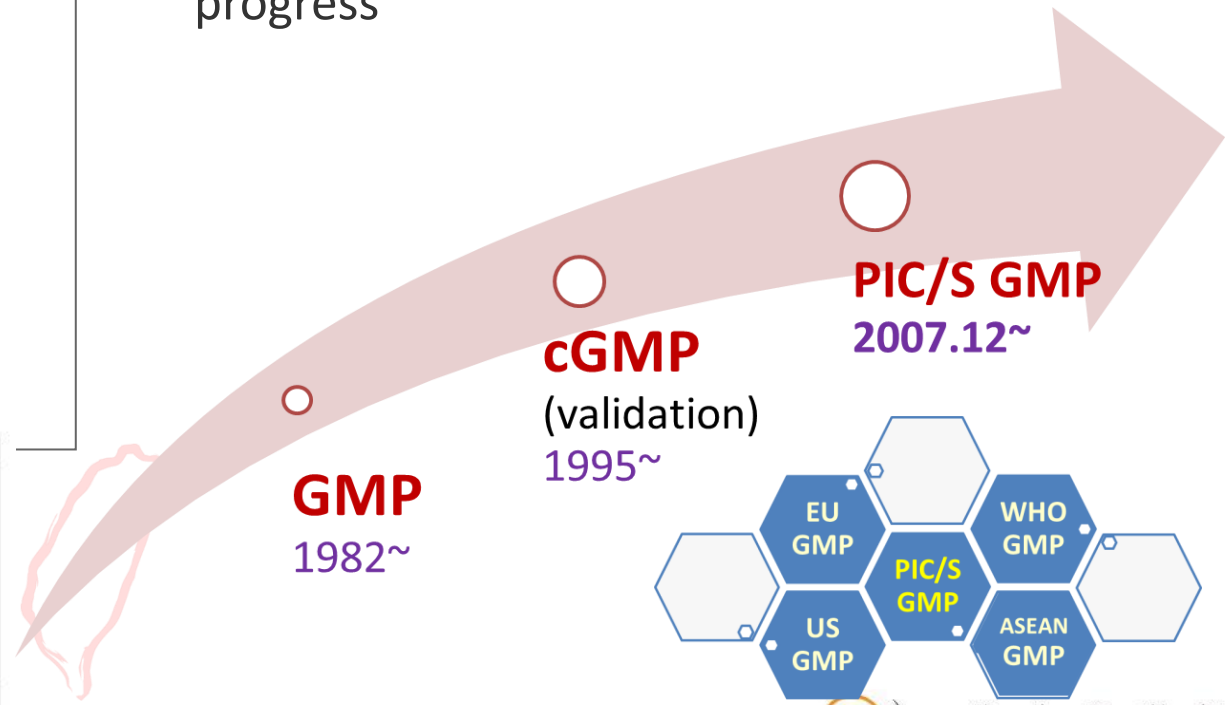 progress
PIC/S GMP
2007.12~
cGMP
(validation)
1995~
GMP
1982~
EU
GMP
WHO
GMP
PIC/S
GMP
US
GMP
ASEAN
GMP